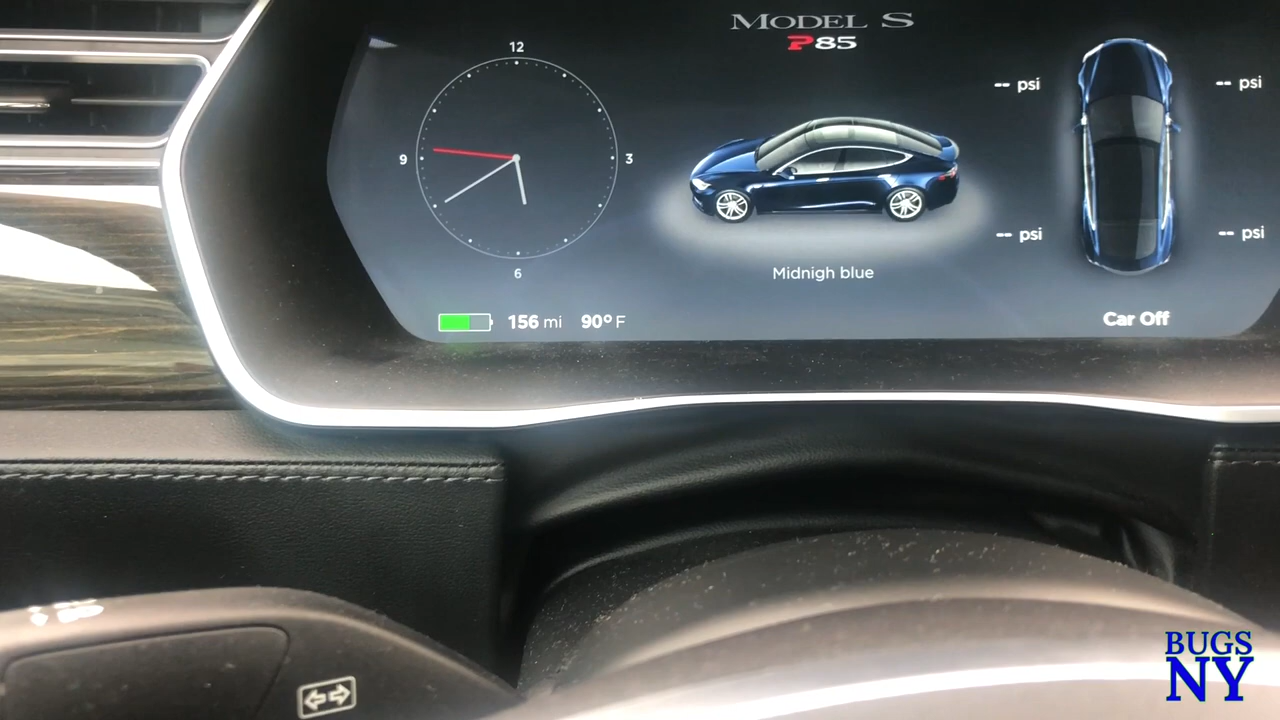 MODEL S
P85
12
9
3
6
-- psi
-- psi
-- psi
-- psi
Midnigh blue
156 mi
90° F
Car Off
BUGS
NY